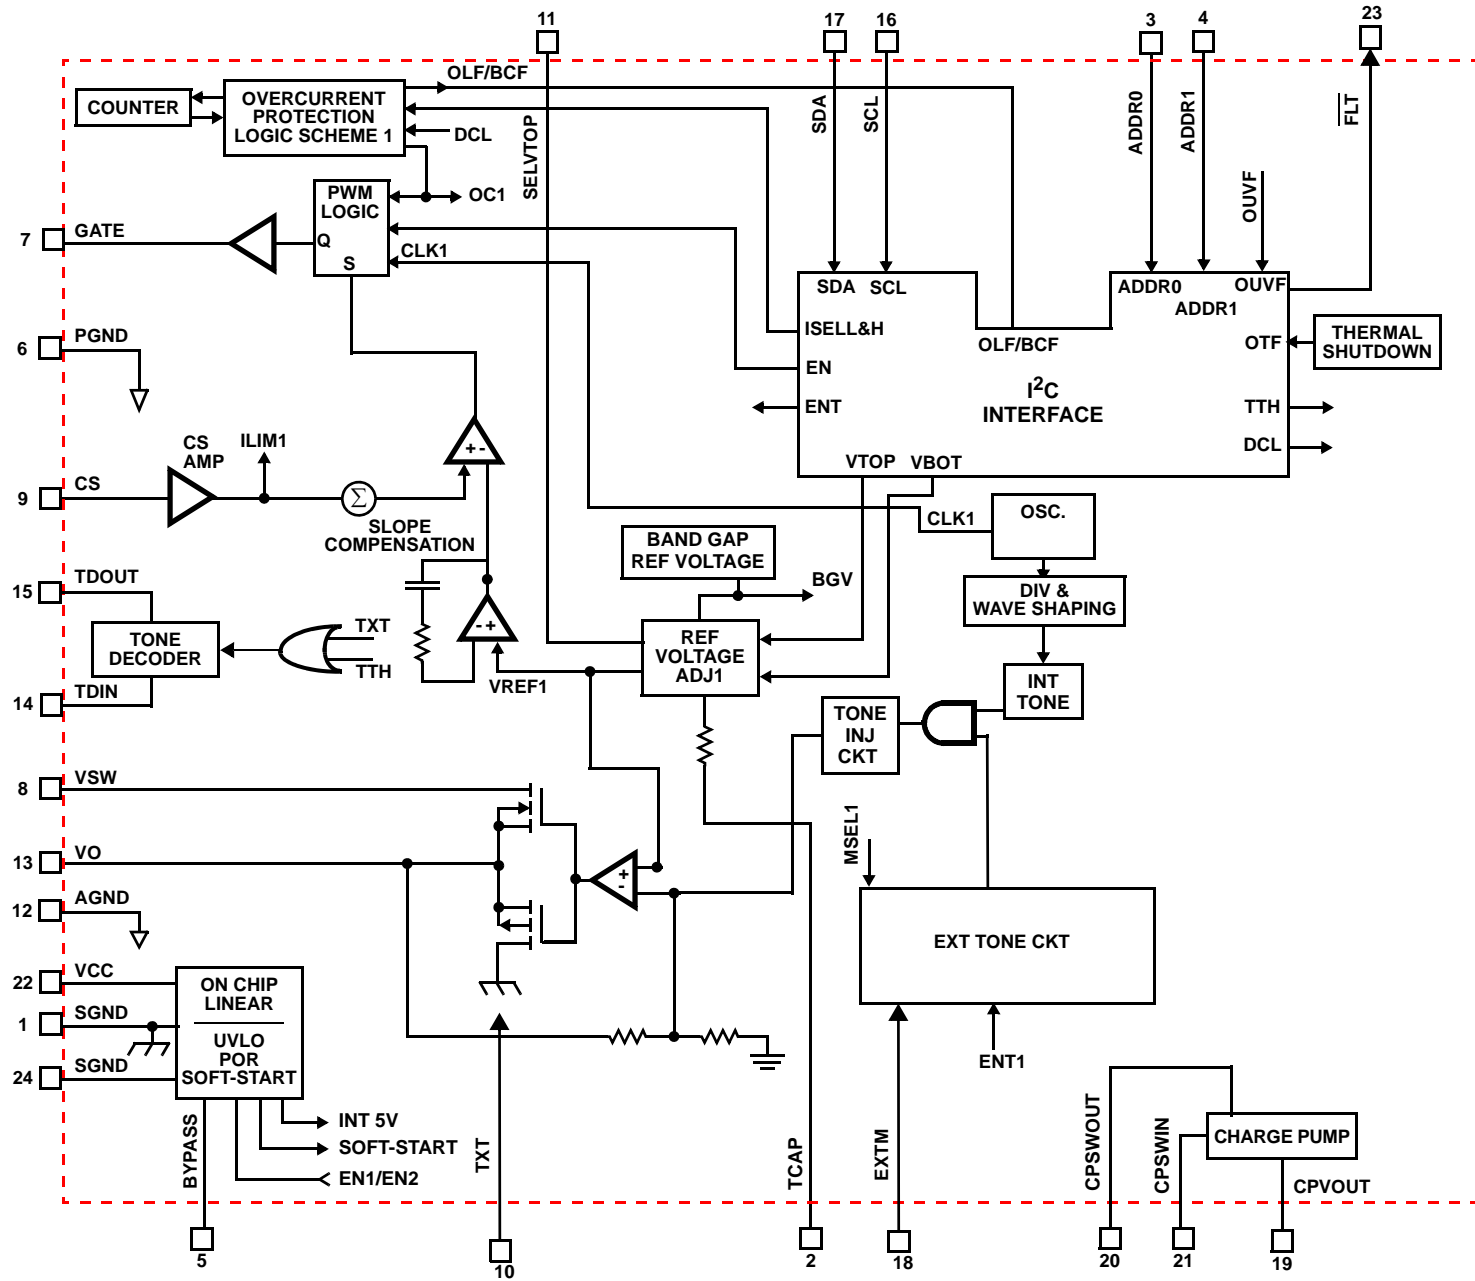 11
17
16
3
4
23
OLF/BCF
COUNTER
OVERCURRENT
PROTECTION
LOGIC SCHEME 1
DCL
SELVTOP
SDA
SCL
ADDR0
ADDR1
FLT
OUVF
PWM
LOGIC
Q
S
OC1
CLK1
7
GATE
SDA
SCL
ADDR0
ADDR1
OUVF
ISELL&H
OLF/BCF
OTF
THERMAL
SHUTDOWN
6
PGND
EN
ENT
I2C
INTERFACE
TTH
DCL
VTOP
VBOT
CS
AMP
ILIM1
+ -
9
CS
Σ
SLOPE
COMPENSATION
CLK1
OSC.
BAND GAP
REF VOLTAGE
BGV
DIV &
WAVE SHAPING
15
TDOUT
TONE
DECODER
TXT
TTH
14
TDIN
- +
VREF1
REF
VOLTAGE
ADJ1
INT
TONE
TONE
INJ
CKT
8
VSW
13
VO
+
-
MSEL1
12
AGND
EXT TONE CKT
22
VCC
1
SGND
24
SGND
ON CHIP
LINEAR
UVLO
POR
SOFT-START
ENT1
INT 5V
SOFT-START
EN1/EN2
BYPASS
TXT
TCAP
EXTM
CPSWOUT
CPSWIN
CHARGE PUMP
CPVOUT
5
10
2
18
20
21
19